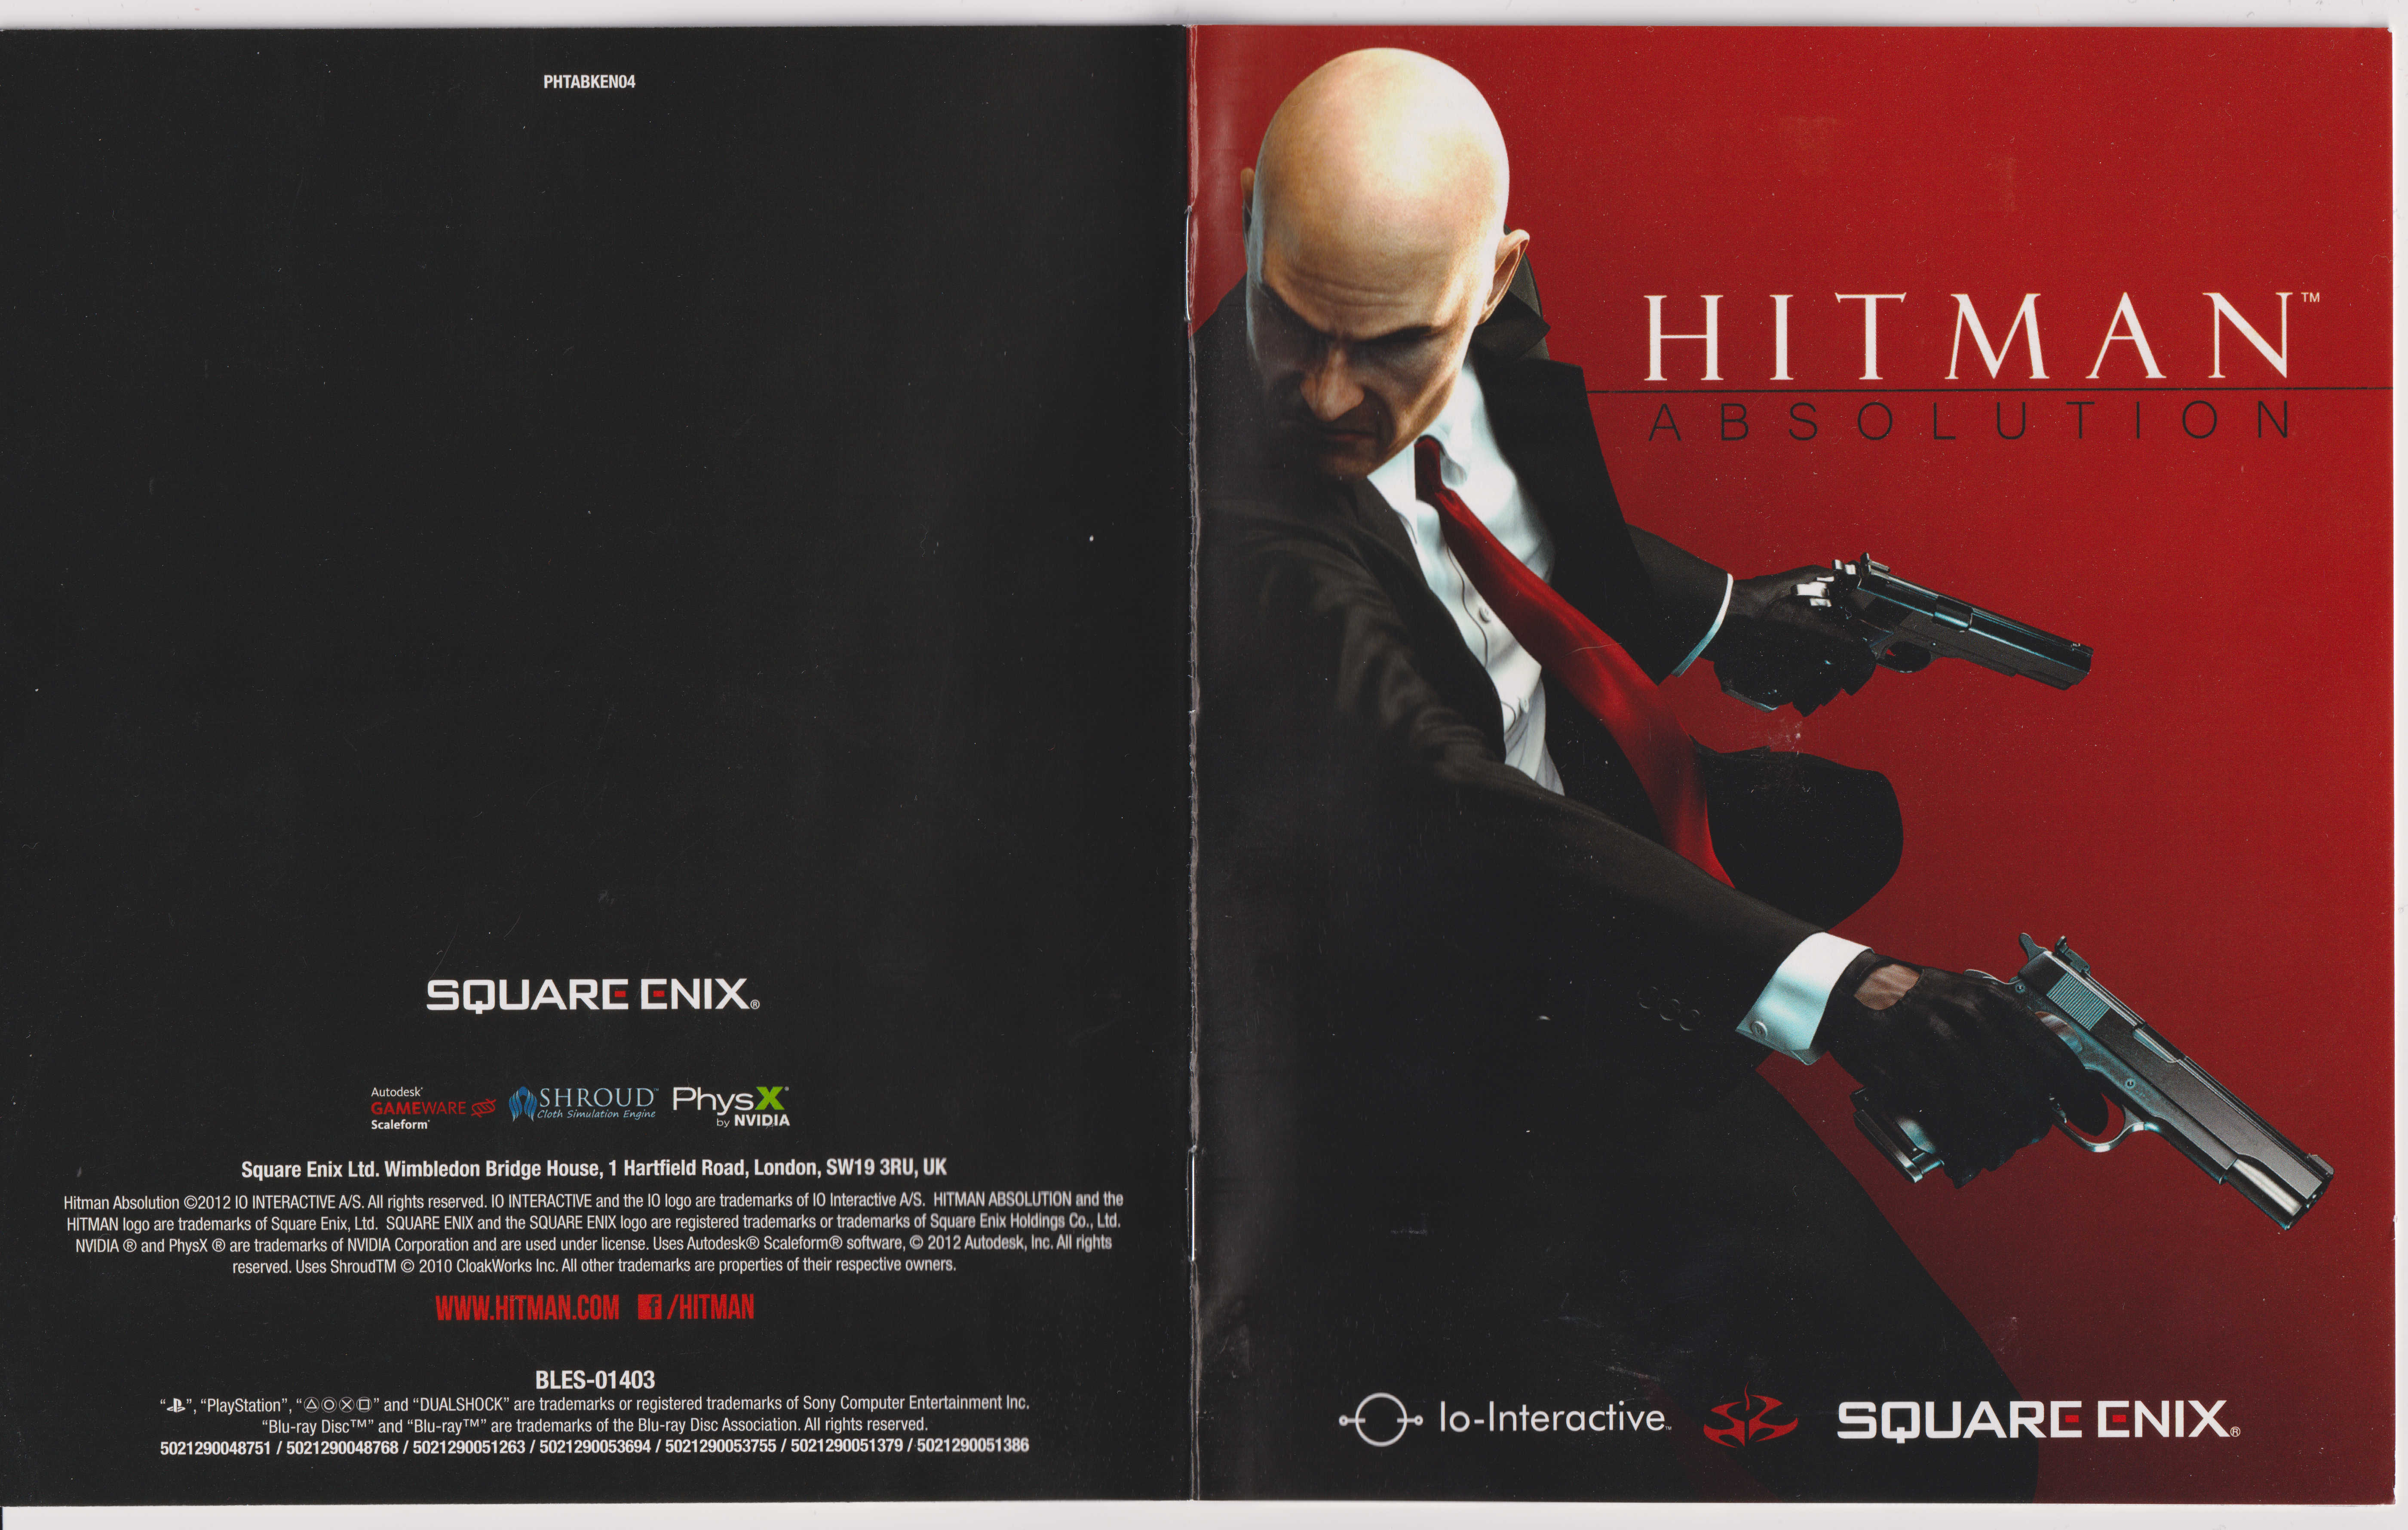 PHTABKEN04
SQUARE ENIX®
Autodesk®
GAMEWARE
Scaleform®
SHROUD™
Cloth Simulation Engine
PhysX®
by NVIDIA
Square Enix Ltd. Wimbledon Bridge House, 1 Hartfield Road, London, SW19 3RU, UK
Hitman Absolution ©2012 IO INTERACTIVE A/S. All rights reserved. IO INTERACTIVE and the IO logo are trademarks of IO Interactive A/S. HITMAN ABSOLUTION and the
HITMAN logo are trademarks of Square Enix, Ltd. SQUARE ENIX and the SQUARE ENIX logo are registered trademarks or trademarks of Square Enix Holdings Co., Ltd.
NVIDIA ® and PhysX ® are trademarks of NVIDIA Corporation and are used under license. Uses Autodesk® Scaleform® software, © 2012 Autodesk, Inc. All rights
reserved. Uses ShroudTM © 2010 CloakWorks Inc. All other trademarks are properties of their respective owners.
WWW.HITMAN.COM f /HITMAN
BLES-01403
“PS”, “PlayStation”, “△○✕□” and “DUALSHOCK” are trademarks or registered trademarks of Sony Computer Entertainment Inc.
“Blu-ray Disc™” and “Blu-ray™” are trademarks of the Blu-ray Disc Association. All rights reserved.
5021290048751 / 5021290048768 / 5021290051263 / 5021290053694 / 5021290053755 / 5021290051379 / 5021290051386
HITMAN™
ABSOLUTION
Io-Interactive™
SQUARE ENIX®